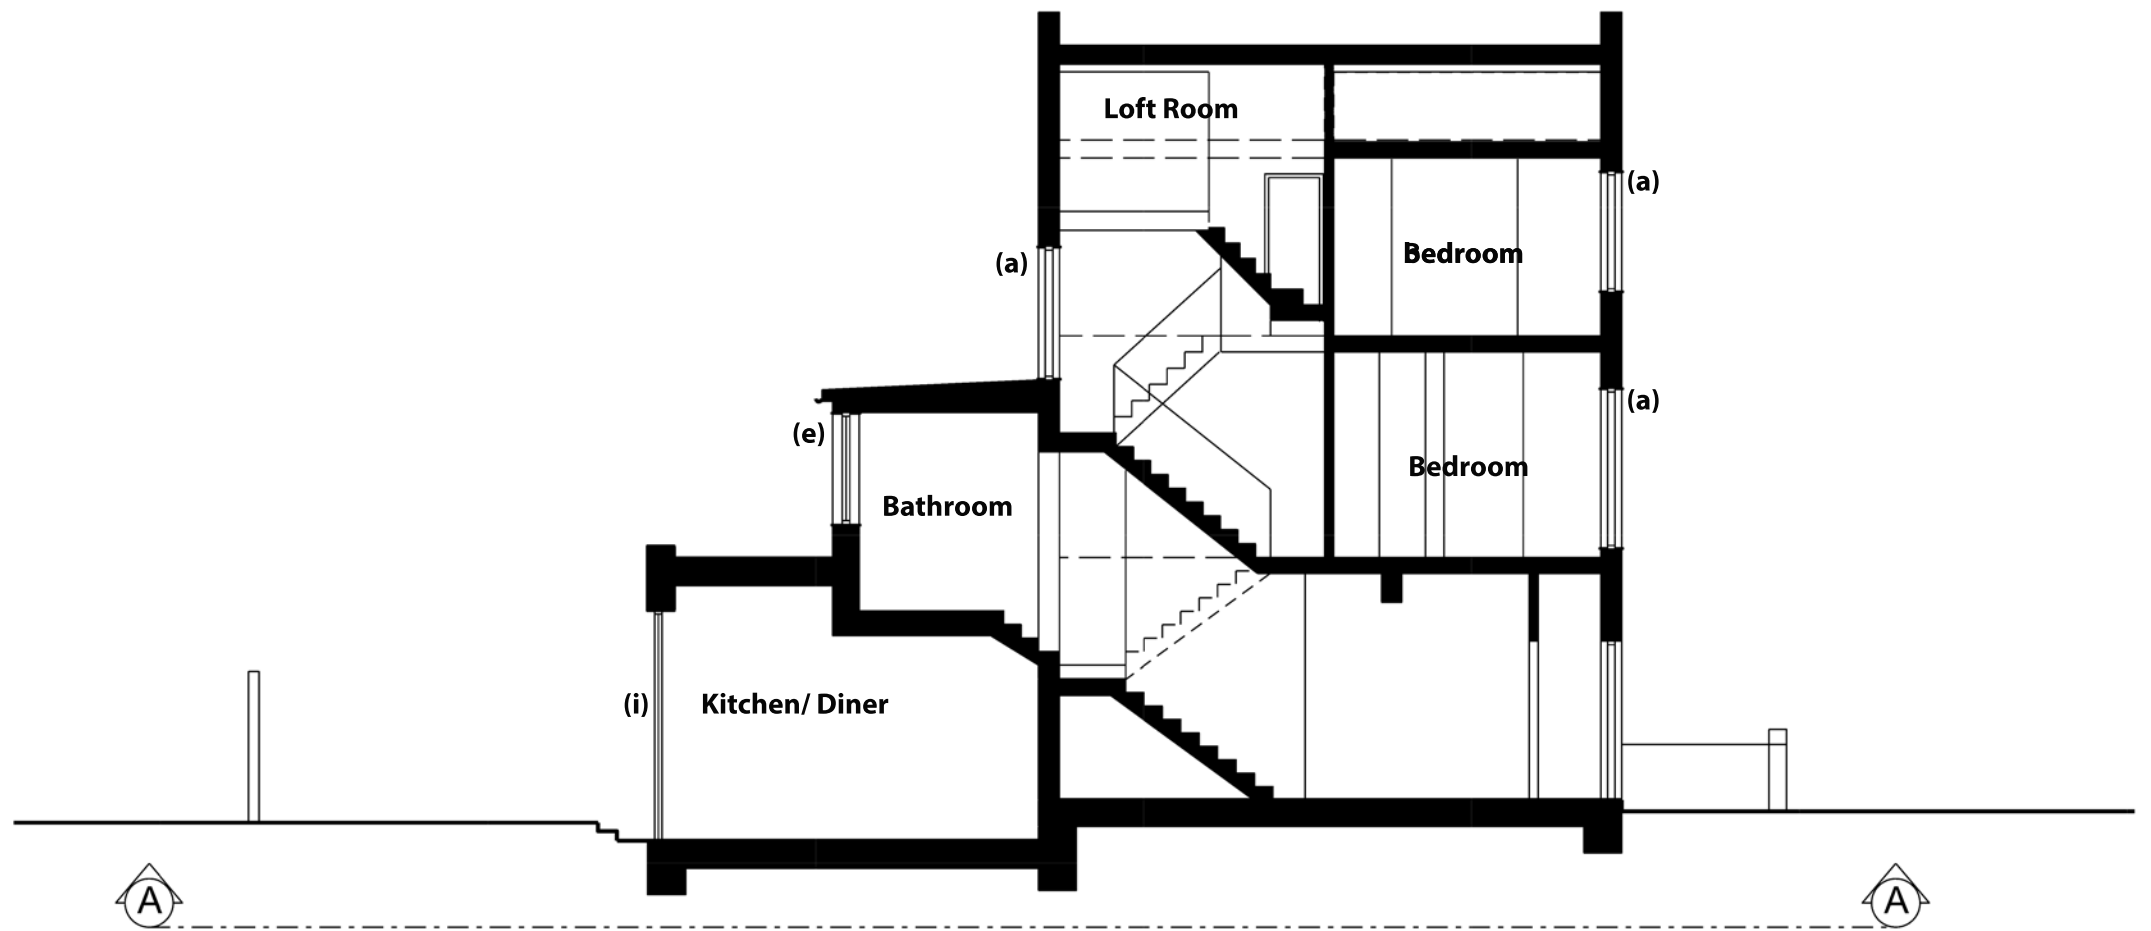 Loft Room
(a)
Bedroom
(a)
(a)
(e)
Bedroom
Bathroom
(i)
Kitchen/ Diner
A
A